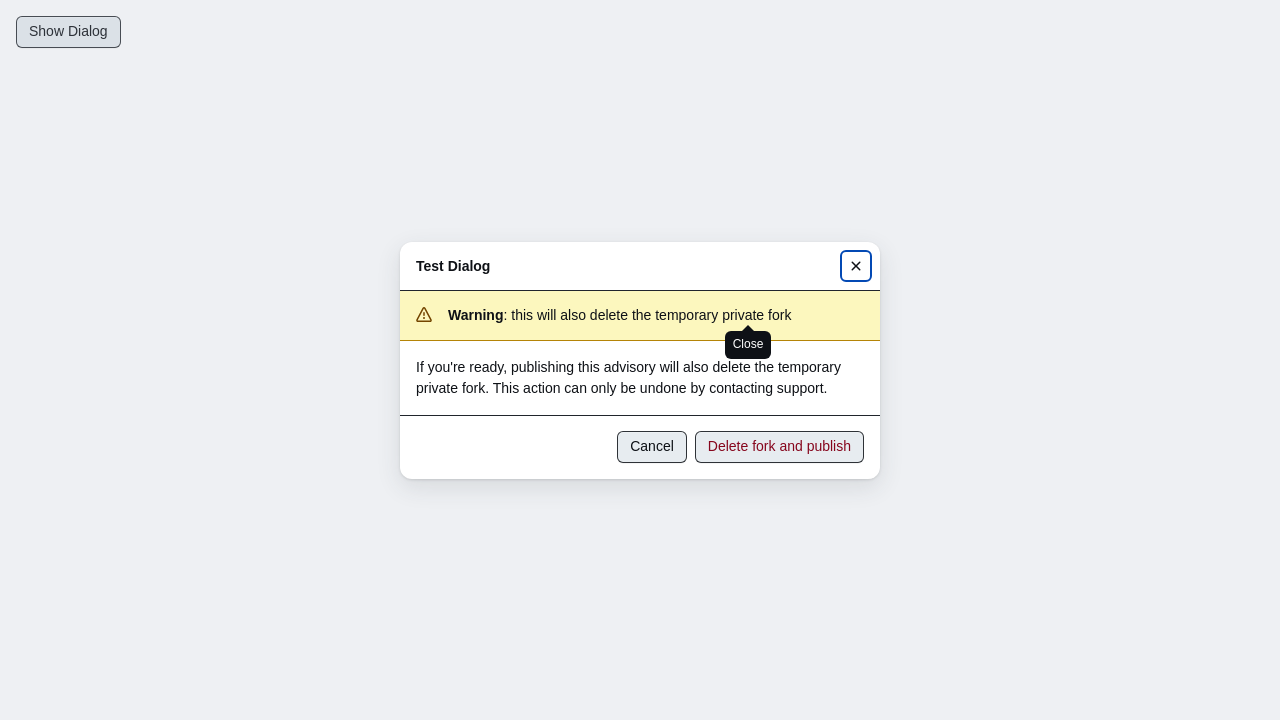 Show Dialog
Test Dialog
Warning: this will also delete the temporary private fork
Close
If you're ready, publishing this advisory will also delete the temporary
private fork. This action can only be undone by contacting support.
Cancel
Delete fork and publish